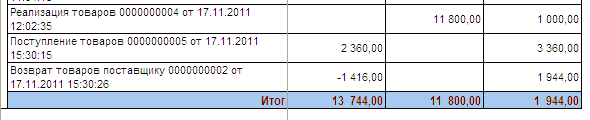 Реализация товаров 0000000004 от 17.11.2011
12:02:35 11 800,00 1 000,00
Поступление товаров 0000000005 от 17.11.2011
15:30:15 2 360,00 3 360,00
Возврат товаров поставщику 0000000002 от
17.11.2011 15:30:26 -1 416,00 1 944,00
Итог 13 744,00 11 800,00 1 944,00